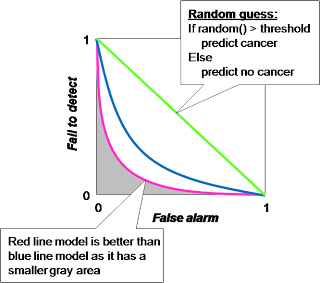 Random guess:
If random() > threshold
predict cancer
Else
predict no cancer
1
Fail to detect
0
0
1
False alarm
Red line model is better than
blue line model as it has a
smaller gray area